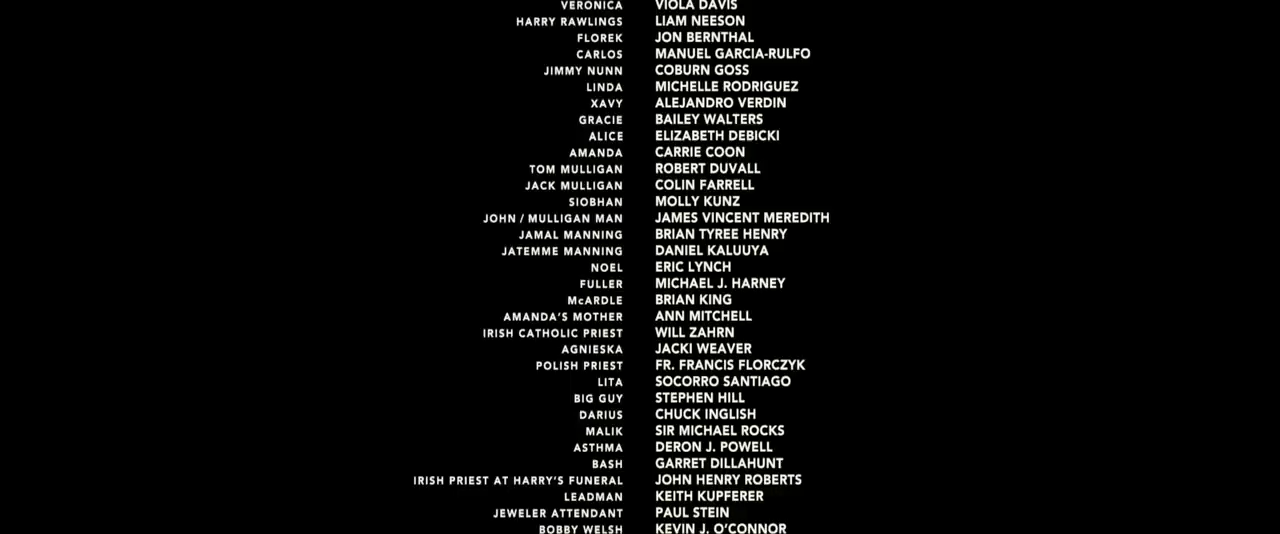 VERONICA VIOLA DAVIS
HARRY RAWLINGS LIAM NEESON
FLOREK JON BERNTHAL
CARLOS MANUEL GARCIA-RULFO
JIMMY NUNN COBURN GOSS
LINDA MICHELLE RODRIGUEZ
XAVY ALEJANDRO VERDIN
GRACIE BAILEY WALTERS
ALICE ELIZABETH DEBICKI
AMANDA CARRIE COON
TOM MULLIGAN ROBERT DUVALL
JACK MULLIGAN COLIN FARRELL
SIOBHAN MOLLY KUNZ
JOHN / MULLIGAN MAN JAMES VINCENT MEREDITH
JAMAL MANNING BRIAN TYREE HENRY
JATEMME MANNING DANIEL KALUUYA
NOEL ERIC LYNCH
FULLER MICHAEL J. HARNEY
McARDLE BRIAN KING
AMANDA'S MOTHER ANN MITCHELL
IRISH CATHOLIC PRIEST WILL ZAHRN
AGNIESKA JACKI WEAVER
POLISH PRIEST FR. FRANCIS FLORCZYK
LITA SOCORRO SANTIAGO
BIG GUY STEPHEN HILL
DARIUS CHUCK INGLISH
MALIK SIR MICHAEL ROCKS
ASTHMA DERON J. POWELL
BASH GARRET DILLAHUNT
IRISH PRIEST AT HARRY'S FUNERAL JOHN HENRY ROBERTS
LEADMAN KEITH KUPFERER
JEWELER ATTENDANT PAUL STEIN
BOBBY WELSH KEVIN J. O'CONNOR